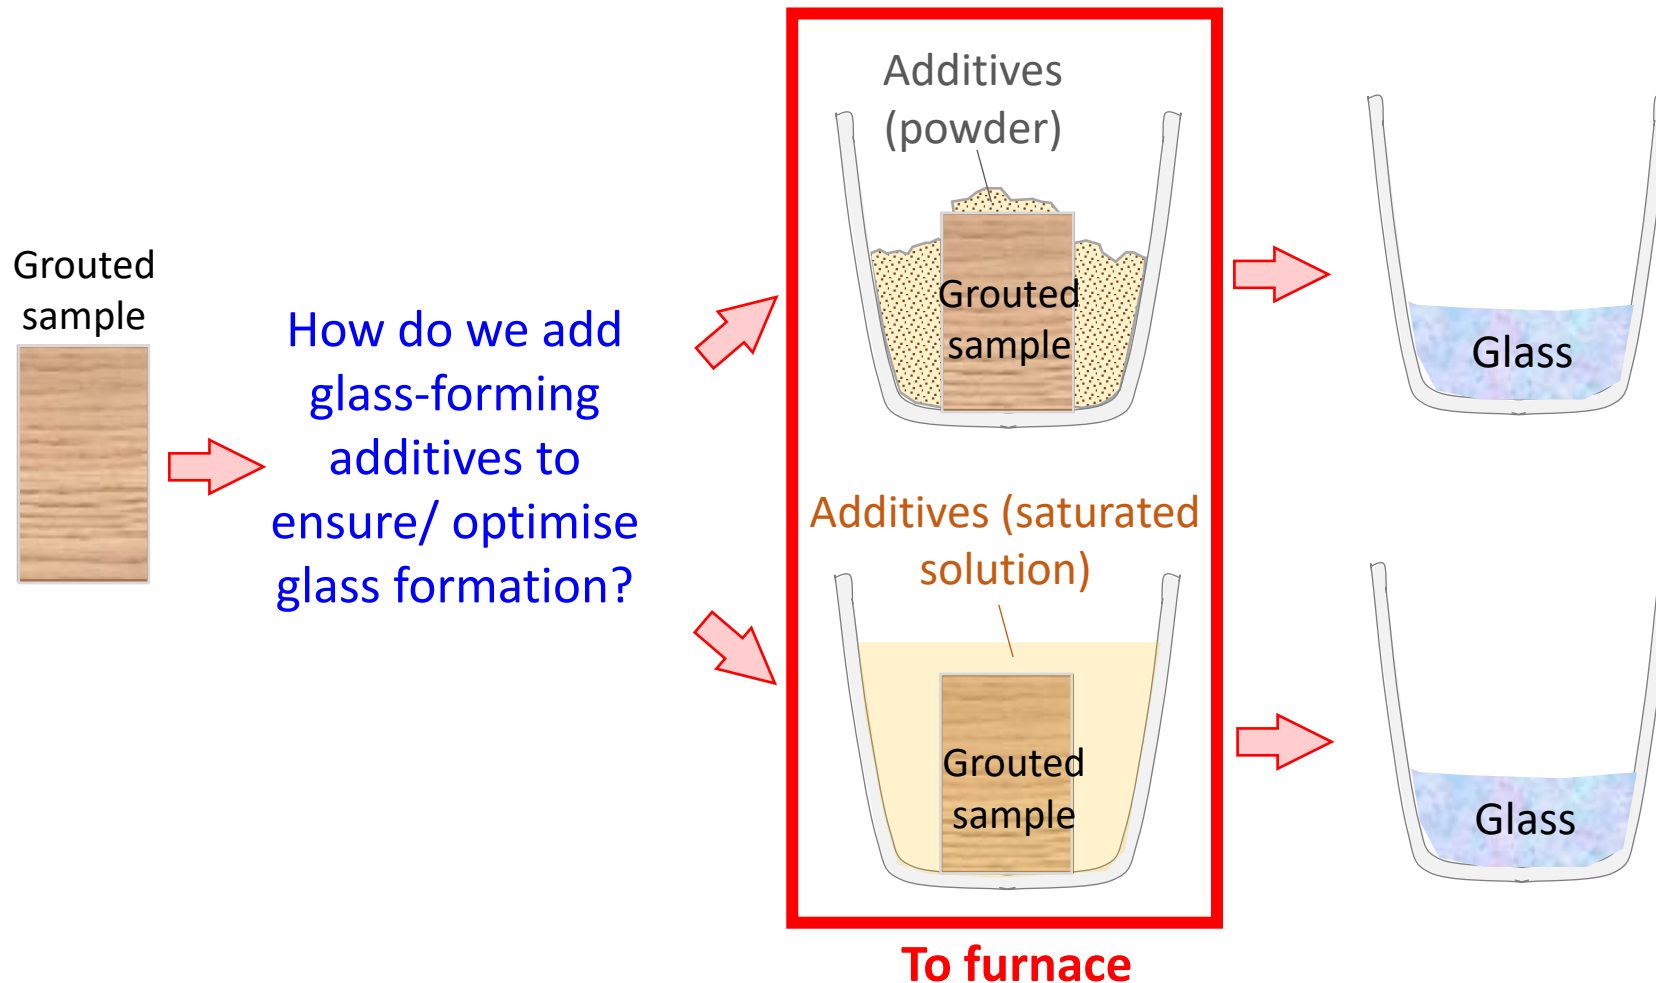 Grouted
sample
How do we add
glass-forming
additives to
ensure/ optimise
glass formation?
Additives
(powder)
Grouted
sample
Glass
Additives (saturated
solution)
Grouted
sample
Glass
To furnace